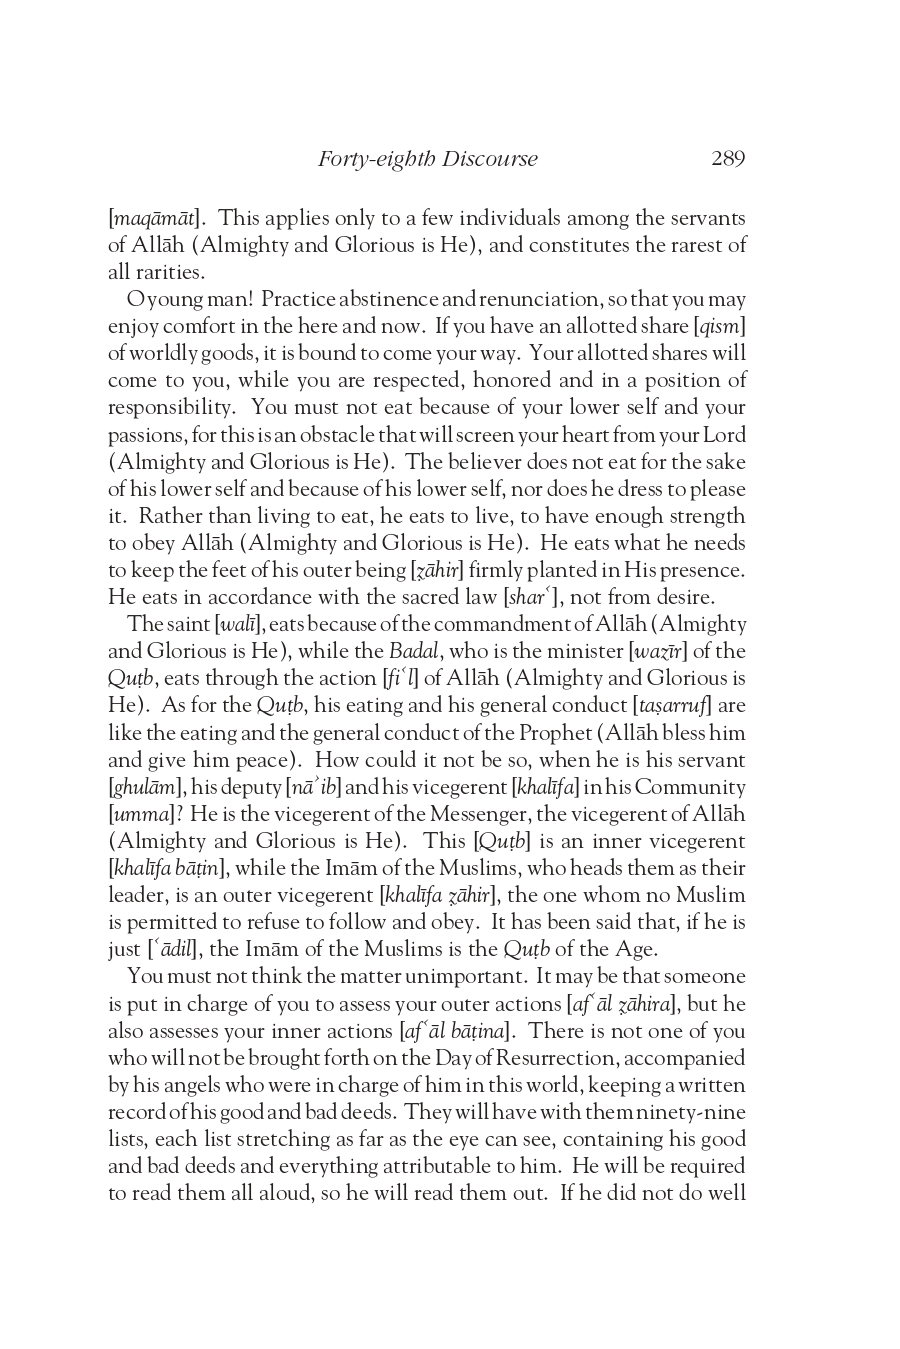 Forty-eighth Discourse 289
[maqāmāt]. This applies only to a few individuals among the servants
of Allāh (Almighty and Glorious is He), and constitutes the rarest of
all rarities.
O young man! Practice abstinence and renunciation, so that you may
enjoy comfort in the here and now. If you have an allotted share [qism]
of worldly goods, it is bound to come your way. Your allotted shares will
come to you, while you are respected, honored and in a position of
responsibility. You must not eat because of your lower self and your
passions, for this is an obstacle that will screen your heart from your Lord
(Almighty and Glorious is He). The believer does not eat for the sake
of his lower self and because of his lower self, nor does he dress to please
it. Rather than living to eat, he eats to live, to have enough strength
to obey Allāh (Almighty and Glorious is He). He eats what he needs
to keep the feet of his outer being [ẓāhir] firmly planted in His presence.
He eats in accordance with the sacred law [sharʿ], not from desire.
The saint [walī], eats because of the commandment of Allāh (Almighty
and Glorious is He), while the Badal, who is the minister [wazīr] of the
Quṭb, eats through the action [fiʿl] of Allāh (Almighty and Glorious is
He). As for the Quṭb, his eating and his general conduct [taṣarruf] are
like the eating and the general conduct of the Prophet (Allāh bless him
and give him peace). How could it not be so, when he is his servant
[ghulām], his deputy [nāʾib] and his vicegerent [khalīfa] in his Community
[umma]? He is the vicegerent of the Messenger, the vicegerent of Allāh
(Almighty and Glorious is He). This [Quṭb] is an inner vicegerent
[khalīfa bāṭin], while the Imām of the Muslims, who heads them as their
leader, is an outer vicegerent [khalīfa ẓāhir], the one whom no Muslim
is permitted to refuse to follow and obey. It has been said that, if he is
just [ʿādil], the Imām of the Muslims is the Quṭb of the Age.
You must not think the matter unimportant. It may be that someone
is put in charge of you to assess your outer actions [afʿāl ẓāhira], but he
also assesses your inner actions [afʿāl bāṭina]. There is not one of you
who will not be brought forth on the Day of Resurrection, accompanied
by his angels who were in charge of him in this world, keeping a written
record of his good and bad deeds. They will have with them ninety-nine
lists, each list stretching as far as the eye can see, containing his good
and bad deeds and everything attributable to him. He will be required
to read them all aloud, so he will read them out. If he did not do well